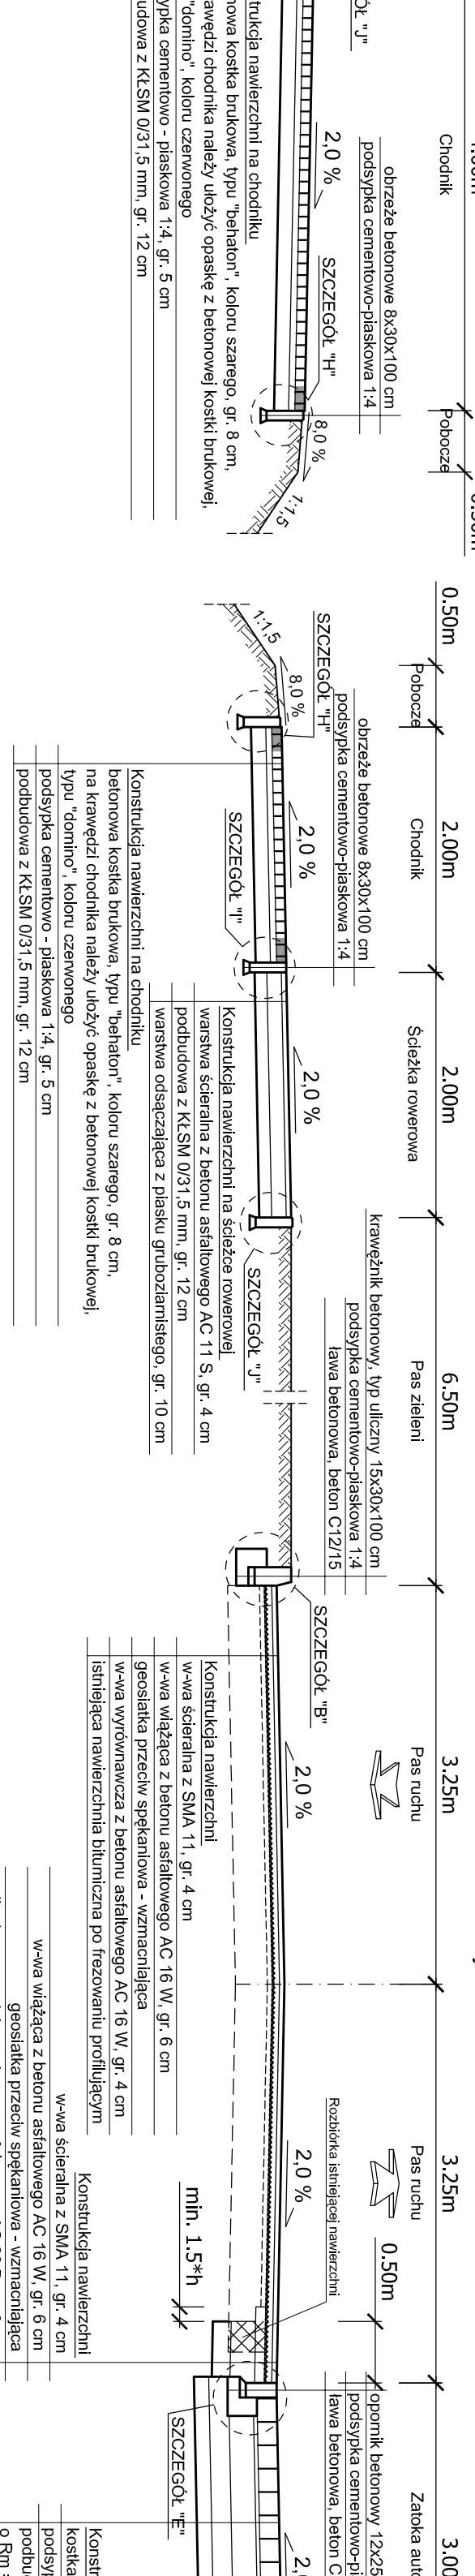 ÓŁ "J"
Chodnik
Pobocze
obrzeże betonowe 8x30x100 cm
podsypka cementowo-piaskowa 1:4
2,0 %
SZCZEGÓŁ "H"
8,0 %
1:1,5
trukcja nawierzchni na chodniku
nowa kostka brukowa, typu "behaton", koloru szarego, gr. 8 cm,
awędzi chodnika należy ułożyć opaskę z betonowej kostki brukowej,
"domino", koloru czerwonego
ypka cementowo - piaskowa 1:4, gr. 5 cm
udowa z KŁSM 0/31,5 mm, gr. 12 cm
0.50m
2.00m
2.00m
6.50m
3.25m
3.25m
Pobocze
Chodnik
Ścieżka rowerowa
Pas zieleni
Pas ruchu
Pas ruchu
0.50m
obrzeże betonowe 8x30x100 cm
podsypka cementowo-piaskowa 1:4
SZCZEGÓŁ "H"
8,0 %
1:1,5
2,0 %
SZCZEGÓŁ "I"
2,0 %
Konstrukcja nawierzchni na chodniku
betonowa kostka brukowa, typu "behaton", koloru szarego, gr. 8 cm,
na krawędzi chodnika należy ułożyć opaskę z betonowej kostki brukowej,
typu "domino", koloru czerwonego
podsypka cementowo - piaskowa 1:4, gr. 5 cm
podbudowa z KŁSM 0/31,5 mm, gr. 12 cm
Konstrukcja nawierzchni na ścieżce rowerowej
warstwa ścieralna z betonu asfaltowego AC 11 S, gr. 4 cm
podbudowa z KŁSM 0/31,5 mm, gr. 12 cm
warstwa odsączająca z piasku gruboziarnistego, gr. 10 cm
SZCZEGÓŁ "J"
krawężnik betonowy, typ uliczny 15x30x100 cm
podsypka cementowo-piaskowa 1:4
ława betonowa, beton C12/15
SZCZEGÓŁ "B"
2,0 %
Konstrukcja nawierzchni
w-wa ścieralna z SMA 11, gr. 4 cm
w-wa wiążąca z betonu asfaltowego AC 16 W, gr. 6 cm
geosiatka przeciw spękaniowa - wzmacniająca
w-wa wyrównawcza z betonu asfaltowego AC 16 W, gr. 4 cm
istniejąca nawierzchnia bitumiczna po frezowaniu profilującym
Rozbiórka istniejącej nawierzchni
2,0 %
min. 1.5*h
Konstrukcja nawierzchni
w-wa ścieralna z SMA 11, gr. 4 cm
w-wa wiążąca z betonu asfaltowego AC 16 W, gr. 6 cm
geosiatka przeciw spękaniowa - wzmacniająca
SZCZEGÓŁ "E"
opornik betonowy 12x25
podsypka cementowo-pi
ława betonowa, beton C
Zatoka auto
3.00
2,
Konst
kostka
podsyp
podbu
o Rm